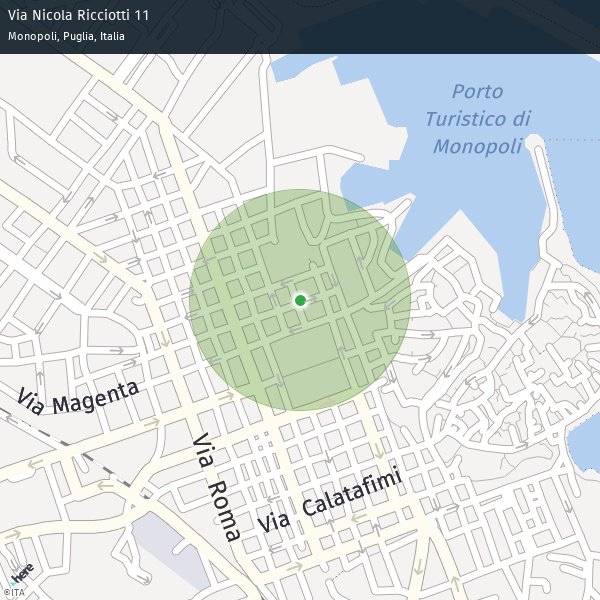 Via Nicola Ricciotti 11
Monopoli, Puglia, Italia
Porto
Turistico di
Monopoli
Via Magenta
Via Roma
Via Calatafimi
here
©ITA